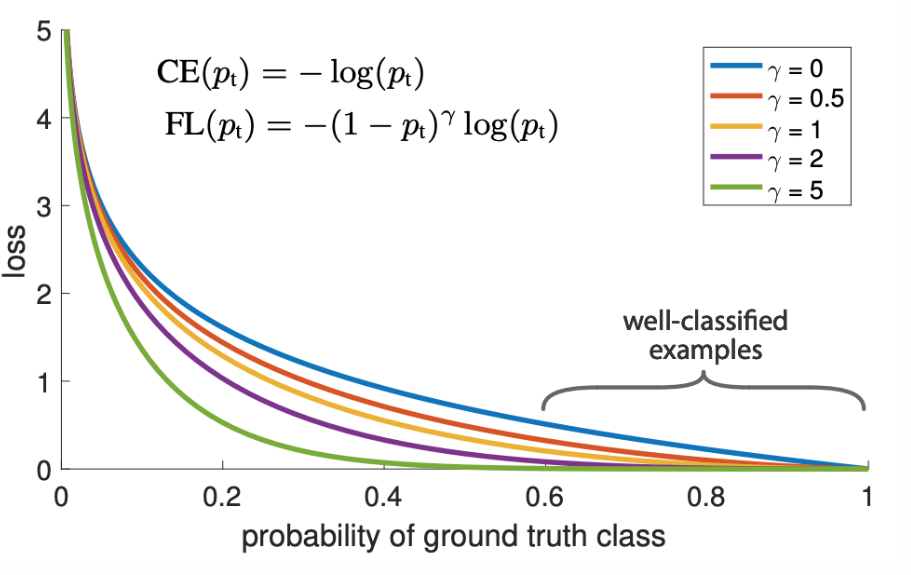 5
4
3
2
1
0
loss
CE(pₜ) = − log(pₜ)
FL(pₜ) = −(1 − pₜ)^γ log(pₜ)
γ = 0
γ = 0.5
γ = 1
γ = 2
γ = 5
well-classified
examples
0 0.2 0.4 0.6 0.8 1
probability of ground truth class